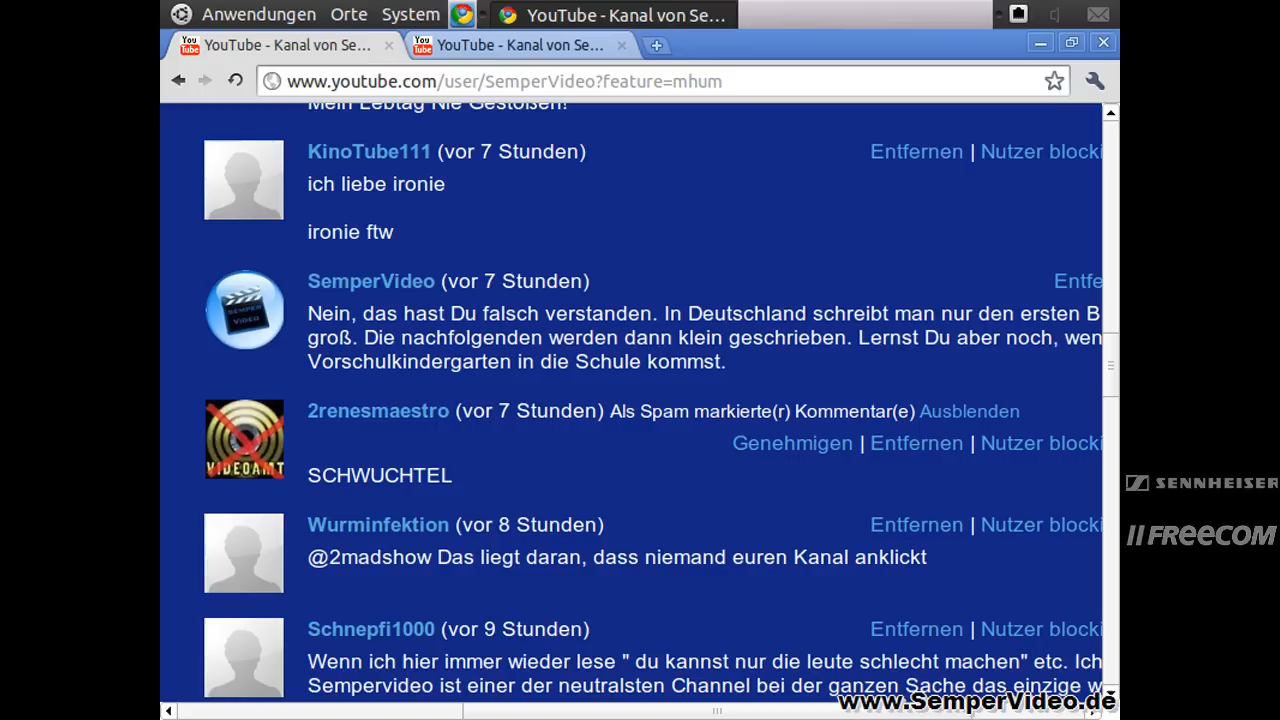 Anwendungen Orte System YouTube - Kanal von Se...
YouTube - Kanal von Se... YouTube - Kanal von Se...
www.youtube.com/user/SemperVideo?feature=mhum
Mein Lebtag Nie Gestoßen!
KinoTube111 (vor 7 Stunden) Entfernen | Nutzer blocki
ich liebe ironie
ironie ftw
SemperVideo (vor 7 Stunden) Entfe
Nein, das hast Du falsch verstanden. In Deutschland schreibt man nur den ersten B
groß. Die nachfolgenden werden dann klein geschrieben. Lernst Du aber noch, wen
Vorschulkindergarten in die Schule kommst.
2renesmaestro (vor 7 Stunden) Als Spam markierte(r) Kommentar(e) Ausblenden
Genehmigen | Entfernen | Nutzer blocki
VIDEOAMT
SCHWUCHTEL
Wurminfektion (vor 8 Stunden) Entfernen | Nutzer blocki
@2madshow Das liegt daran, dass niemand euren Kanal anklickt
Schnepfi1000 (vor 9 Stunden) Entfernen | Nutzer blocki
Wenn ich hier immer wieder lese " du kannst nur die leute schlecht machen" etc. Ich
Sempervideo ist einer der neutralsten Channel bei der ganzen Sache das einzige w
www.SemperVideo.de
SENNHEISER
FREECOM